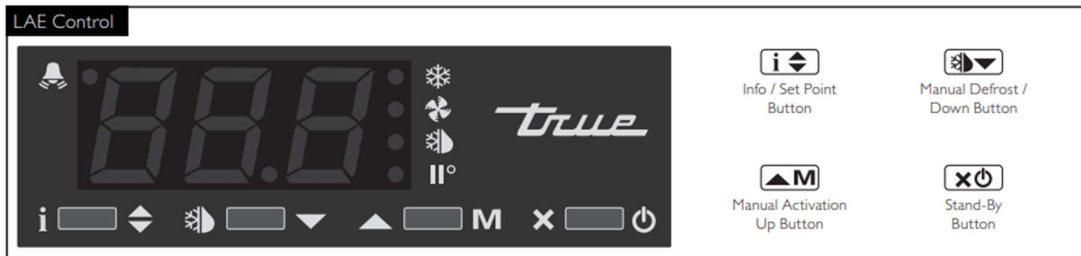 LAE Control
88.8
true
II°
i
M
i
Info / Set Point
Button
Manual Defrost /
Down Button
M
Manual Activation
Up Button
Stand-By
Button